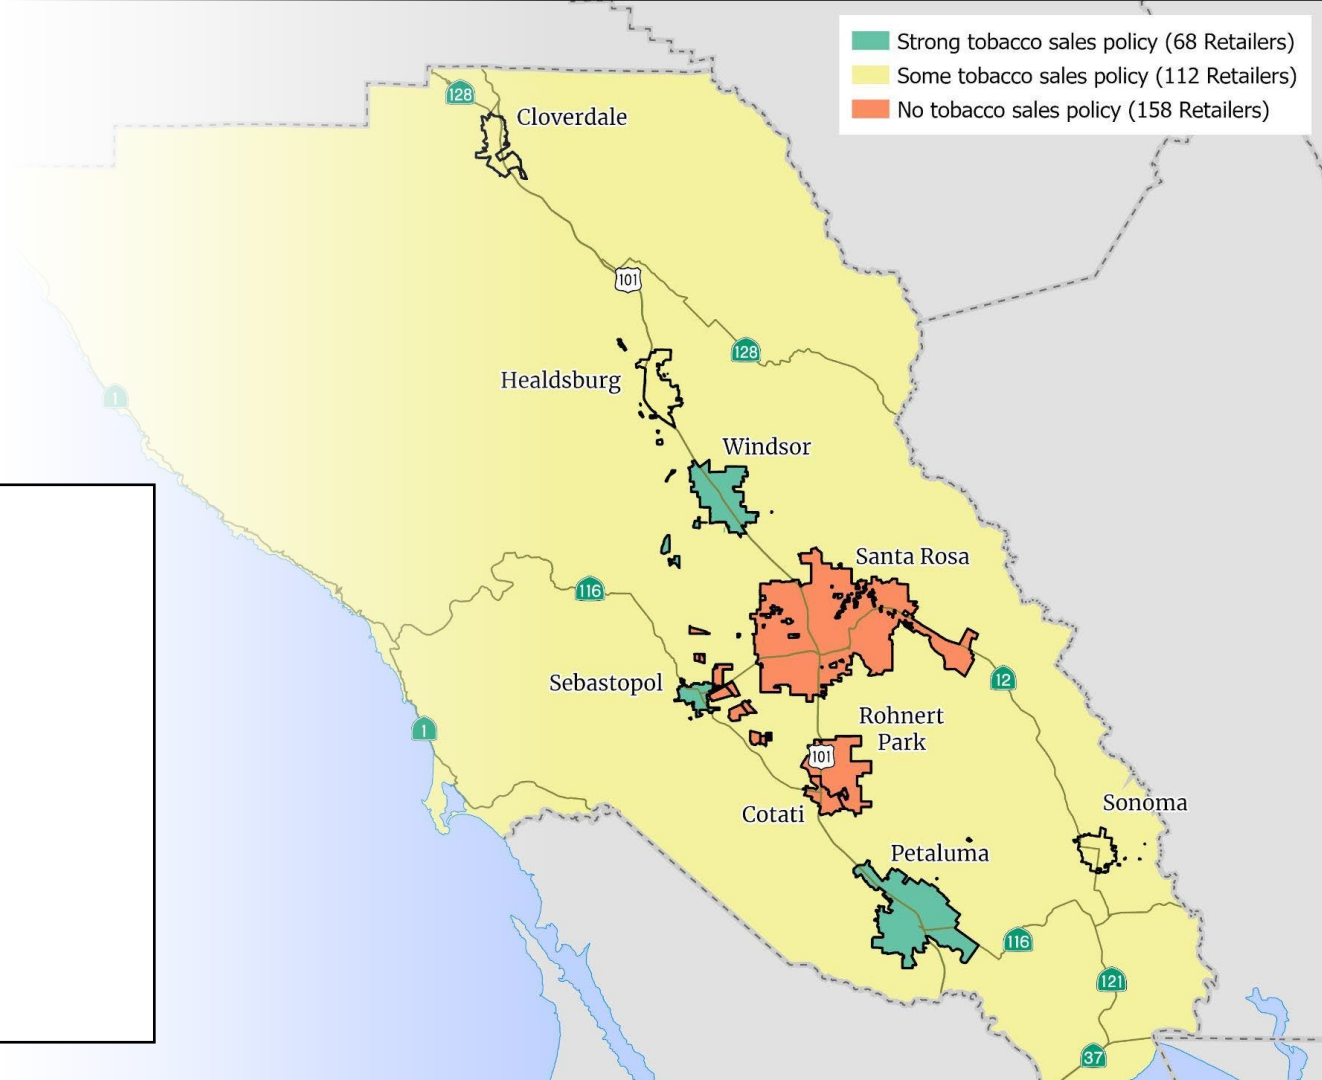 Strong tobacco sales policy (68 Retailers)
Some tobacco sales policy (112 Retailers)
No tobacco sales policy (158 Retailers)
128
Cloverdale
101
128
Healdsburg
1
Windsor
Santa Rosa
116
Sebastopol
12
1
Rohnert
Park
101
Sonoma
Cotati
Petaluma
116
121
37